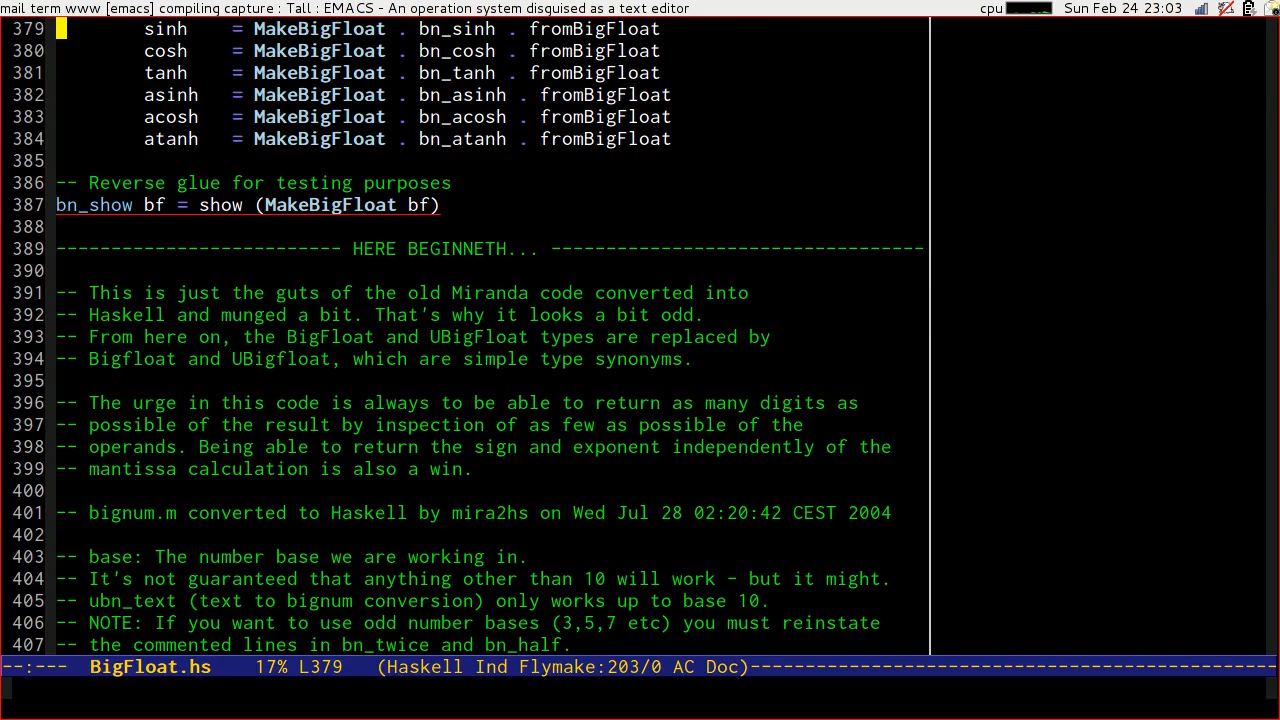 mail term www [emacs] compiling capture : Tall : EMACS - An operation system disguised as a text editor cpu Sun Feb 24 23:03
379         sinh    = MakeBigFloat . bn_sinh . fromBigFloat
380         cosh    = MakeBigFloat . bn_cosh . fromBigFloat
381         tanh    = MakeBigFloat . bn_tanh . fromBigFloat
382         asinh   = MakeBigFloat . bn_asinh . fromBigFloat
383         acosh   = MakeBigFloat . bn_acosh . fromBigFloat
384         atanh   = MakeBigFloat . bn_atanh . fromBigFloat
385
386 -- Reverse glue for testing purposes
387 bn_show bf = show (MakeBigFloat bf)
388
389 -------------------------- HERE BEGINNETH... ----------------------------------
390
391 -- This is just the guts of the old Miranda code converted into
392 -- Haskell and munged a bit. That's why it looks a bit odd.
393 -- From here on, the BigFloat and UBigFloat types are replaced by
394 -- Bigfloat and UBigfloat, which are simple type synonyms.
395
396 -- The urge in this code is always to be able to return as many digits as
397 -- possible of the result by inspection of as few as possible of the
398 -- operands. Being able to return the sign and exponent independently of the
399 -- mantissa calculation is also a win.
400
401 -- bignum.m converted to Haskell by mira2hs on Wed Jul 28 02:20:42 CEST 2004
402
403 -- base: The number base we are working in.
404 -- It's not guaranteed that anything other than 10 will work - but it might.
405 -- ubn_text (text to bignum conversion) only works up to base 10.
406 -- NOTE: If you want to use odd number bases (3,5,7 etc) you must reinstate
407 -- the commented lines in bn_twice and bn_half.
--:---  BigFloat.hs    17% L379   (Haskell Ind Flymake:203/0 AC Doc)------------------------------------------------